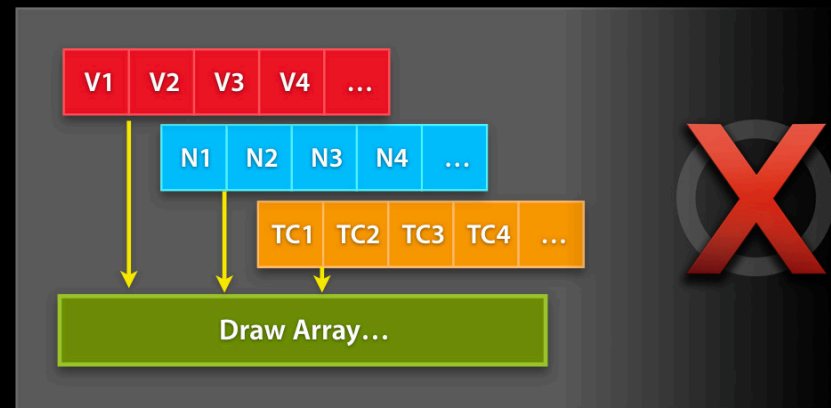 V1 V2 V3 V4 ...
N1 N2 N3 N4 ...
TC1 TC2 TC3 TC4 ...
Draw Array...